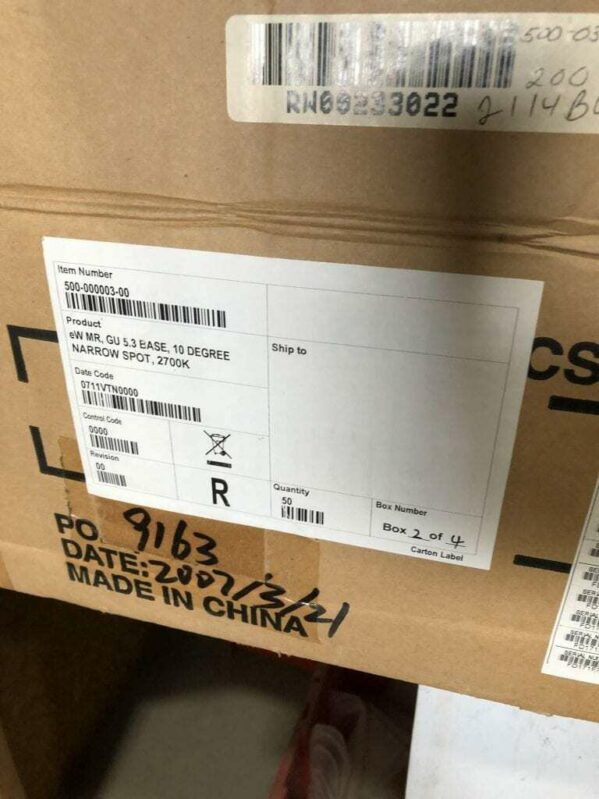 500-03
RW00233022
200
2114B
Item Number
500-000003-00
Product
eW MR, GU 5.3 BASE, 10 DEGREE
NARROW SPOT, 2700K
Date Code
0711VTN0000
Control Code
0000
Revision
00
R
Ship to
Quantity
50
Box Number
Box 2 of 4
Carton Label
CS
PO. 9163
DATE:2007/3/21
MADE IN CHINA